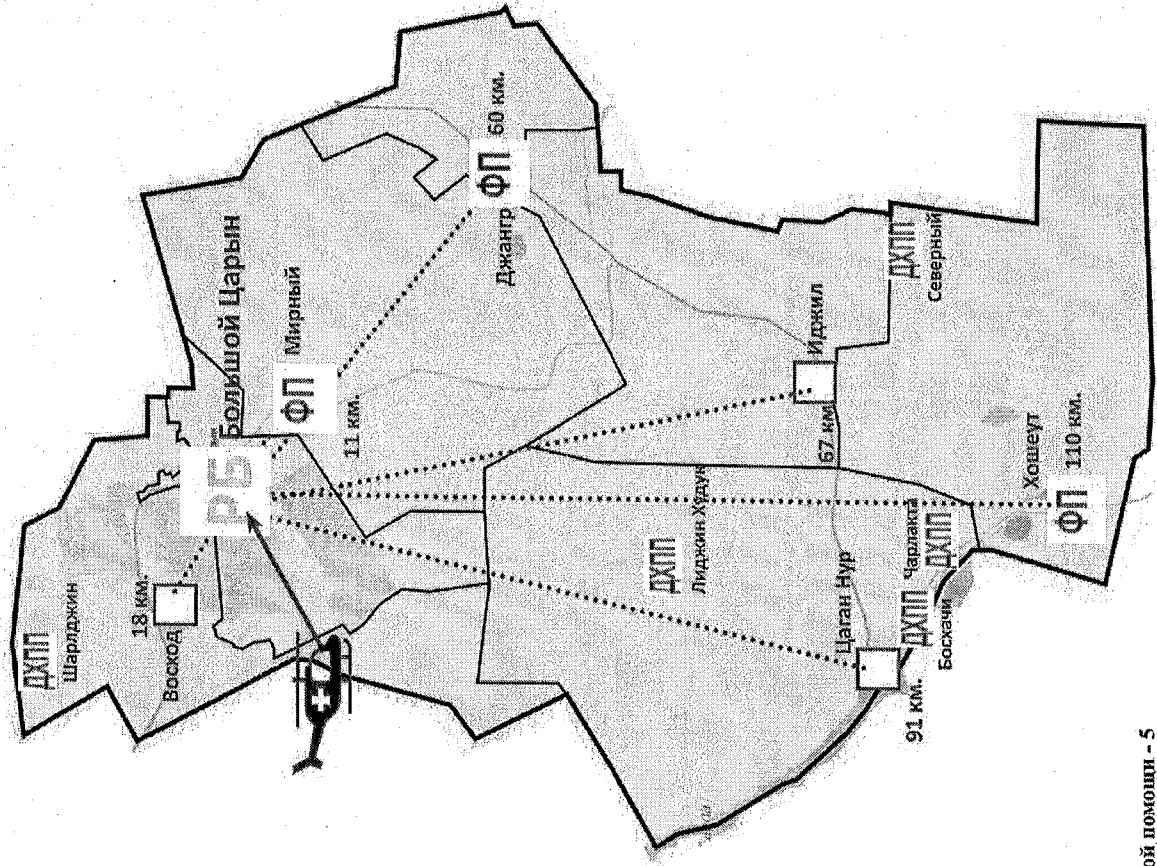 ДХПП
Шарлджин
18 км.
Восход
РБ
Большой Царын
ФП
Мирный
11 км.
ФП 60 км.
Джангр
ДХПП
Лиджин Худук
Иджил
67 км
ДХПП
Северный
Цаган Нур
91 км.
ДХПП
Босхачи
Чарлакта
ДХПП
Хошеут
ФП 110 км.
ой помощи - 5